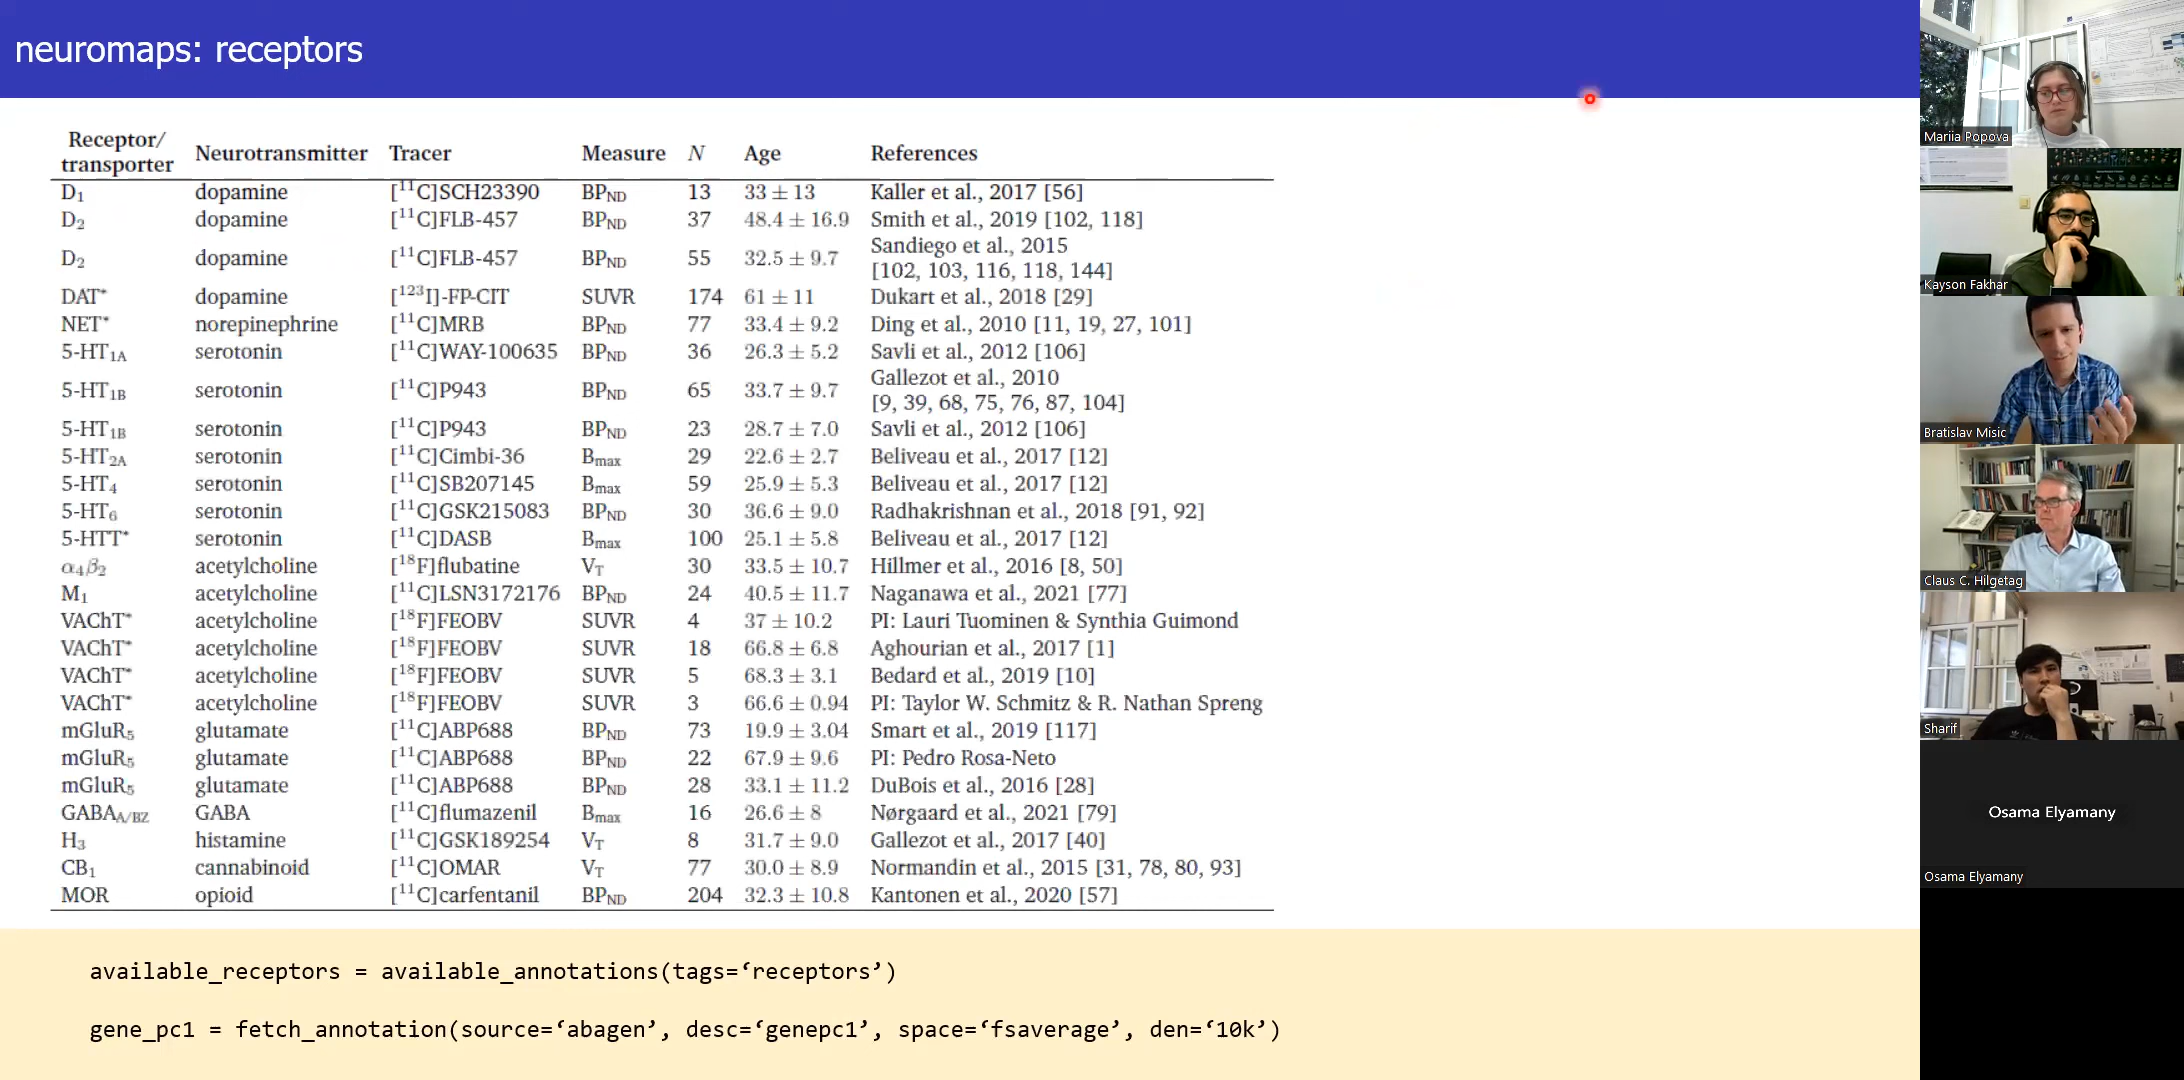 neuromaps: receptors
Receptor/
transporter Neurotransmitter Tracer Measure N Age References
D1 dopamine [11C]SCH23390 BPND 13 33 ± 13 Kaller et al., 2017 [56]
D2 dopamine [11C]FLB-457 BPND 37 48.4 ± 16.9 Smith et al., 2019 [102, 118]
D2 dopamine [11C]FLB-457 BPND 55 32.5 ± 9.7 Sandiego et al., 2015
[102, 103, 116, 118, 144]
DAT* dopamine [123I]-FP-CIT SUVR 174 61 ± 11 Dukart et al., 2018 [29]
NET* norepinephrine [11C]MRB BPND 77 33.4 ± 9.2 Ding et al., 2010 [11, 19, 27, 101]
5-HT1A serotonin [11C]WAY-100635 BPND 36 26.3 ± 5.2 Savli et al., 2012 [106]
5-HT1B serotonin [11C]P943 BPND 65 33.7 ± 9.7 Gallezot et al., 2010
[9, 39, 68, 75, 76, 87, 104]
5-HT1B serotonin [11C]P943 BPND 23 28.7 ± 7.0 Savli et al., 2012 [106]
5-HT2A serotonin [11C]Cimbi-36 Bmax 29 22.6 ± 2.7 Beliveau et al., 2017 [12]
5-HT4 serotonin [11C]SB207145 Bmax 59 25.9 ± 5.3 Beliveau et al., 2017 [12]
5-HT6 serotonin [11C]GSK215083 BPND 30 36.6 ± 9.0 Radhakrishnan et al., 2018 [91, 92]
5-HTT* serotonin [11C]DASB Bmax 100 25.1 ± 5.8 Beliveau et al., 2017 [12]
α4β2 acetylcholine [18F]flubatine VT 30 33.5 ± 10.7 Hillmer et al., 2016 [8, 50]
M1 acetylcholine [11C]LSN3172176 BPND 24 40.5 ± 11.7 Naganawa et al., 2021 [77]
VAChT* acetylcholine [18F]FEOBV SUVR 4 37 ± 10.2 PI: Lauri Tuominen & Synthia Guimond
VAChT* acetylcholine [18F]FEOBV SUVR 18 66.8 ± 6.8 Aghourian et al., 2017 [1]
VAChT* acetylcholine [18F]FEOBV SUVR 5 68.3 ± 3.1 Bedard et al., 2019 [10]
VAChT* acetylcholine [18F]FEOBV SUVR 3 66.6 ± 0.94 PI: Taylor W. Schmitz & R. Nathan Spreng
mGluR5 glutamate [11C]ABP688 BPND 73 19.9 ± 3.04 Smart et al., 2019 [117]
mGluR5 glutamate [11C]ABP688 BPND 22 67.9 ± 9.6 PI: Pedro Rosa-Neto
mGluR5 glutamate [11C]ABP688 BPND 28 33.1 ± 11.2 DuBois et al., 2016 [28]
GABAA/BZ GABA [11C]flumazenil Bmax 16 26.6 ± 8 Nørgaard et al., 2021 [79]
H3 histamine [11C]GSK189254 VT 8 31.7 ± 9.0 Gallezot et al., 2017 [40]
CB1 cannabinoid [11C]OMAR VT 77 30.0 ± 8.9 Normandin et al., 2015 [31, 78, 80, 93]
MOR opioid [11C]carfentanil BPND 204 32.3 ± 10.8 Kantonen et al., 2020 [57]
available_receptors = available_annotations(tags=‘receptors’)
gene_pc1 = fetch_annotation(source=‘abagen’, desc=‘genepc1’, space=‘fsaverage’, den=‘10k’)
Mariia Popova
Kayson Fakhar
Bratislav Misic
Claus C. Hilgetag
Sharif
Osama Elyamany
Osama Elyamany